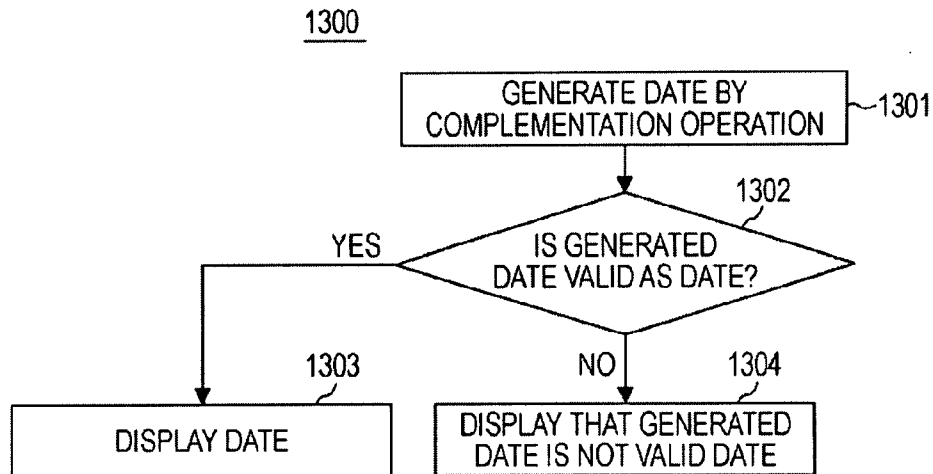 1300
GENERATE DATE BY
COMPLEMENTATION OPERATION
1301
1302
IS GENERATED
DATE VALID AS DATE?
YES
NO
1303
DISPLAY DATE
1304
DISPLAY THAT GENERATED
DATE IS NOT VALID DATE